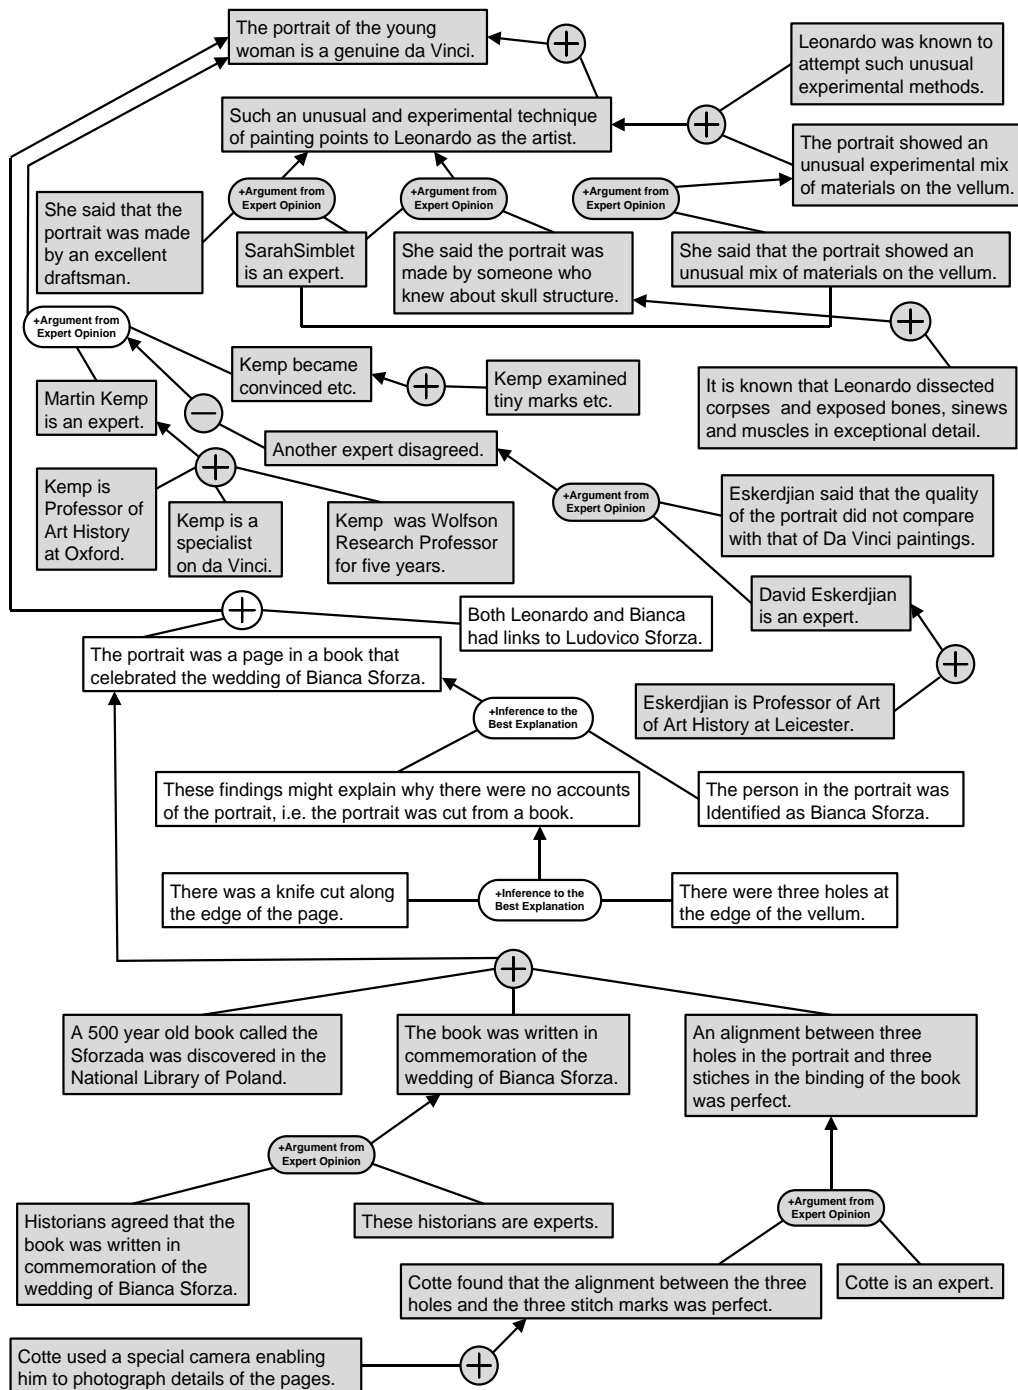 The portrait of the young
woman is a genuine da Vinci.
Leonardo was known to
attempt such unusual
experimental methods.
Such an unusual and experimental technique
of painting points to Leonardo as the artist.
The portrait showed an
unusual experimental mix
of materials on the vellum.
+Argument from
Expert Opinion
+Argument from
Expert Opinion
+Argument from
Expert Opinion
She said that the
portrait was made
by an excellent
draftsman.
SarahSimblet
is an expert.
She said the portrait was
made by someone who
knew about skull structure.
She said that the portrait showed an
unusual mix of materials on the vellum.
+Argument from
Expert Opinion
Kemp became
convinced etc.
Kemp examined
tiny marks etc.
It is known that Leonardo dissected
corpses and exposed bones, sinews
and muscles in exceptional detail.
Martin Kemp
is an expert.
Another expert disagreed.
Kemp is
Professor of
Art History
at Oxford.
Kemp is a
specialist
on da Vinci.
Kemp was Wolfson
Research Professor
for five years.
+Argument from
Expert Opinion
Eskerdjian said that the quality
of the portrait did not compare
with that of Da Vinci paintings.
David Eskerdjian
is an expert.
Both Leonardo and Bianca
had links to Ludovico Sforza.
The portrait was a page in a book that
celebrated the wedding of Bianca Sforza.
Eskerdjian is Professor of Art
of Art History at Leicester.
+Inference to the
Best Explanation
These findings might explain why there were no accounts
of the portrait, i.e. the portrait was cut from a book.
The person in the portrait was
Identified as Bianca Sforza.
There was a knife cut along
the edge of the page.
+Inference to the
Best Explanation
There were three holes at
the edge of the vellum.
A 500 year old book called the
Sforzada was discovered in the
National Library of Poland.
The book was written in
commemoration of the
wedding of Bianca Sforza.
An alignment between three
holes in the portrait and three
stiches in the binding of the book
was perfect.
+Argument from
Expert Opinion
Historians agreed that the
book was written in
commemoration of the
wedding of Bianca Sforza.
These historians are experts.
+Argument from
Expert Opinion
Cotte found that the alignment between the three
holes and the three stitch marks was perfect.
Cotte is an expert.
Cotte used a special camera enabling
him to photograph details of the pages.